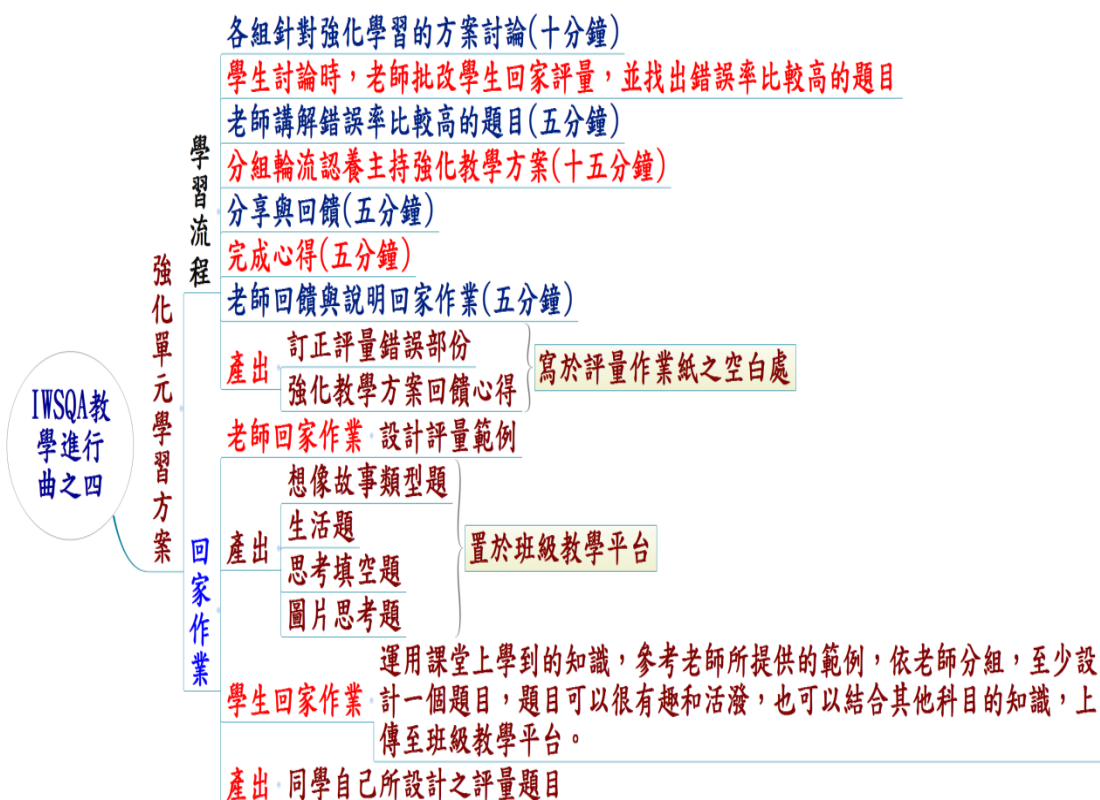 IWSQA教
學進行
曲之四
強化單元學習方案
學習流程
各組針對強化學習的方案討論(十分鐘)
學生討論時，老師批改學生回家評量，並找出錯誤率比較高的題目
老師講解錯誤率比較高的題目(五分鐘)
分組輪流認養主持強化教學方案(十五分鐘)
分享與回饋(五分鐘)
完成心得(五分鐘)
老師回饋與說明回家作業(五分鐘)
產出
訂正評量錯誤部份
強化教學方案回饋心得
寫於評量作業紙之空白處
回家作業
老師回家作業
設計評量範例
產出
想像故事類型題
生活題
思考填空題
圖片思考題
置於班級教學平台
學生回家作業
運用課堂上學到的知識，參考老師所提供的範例，依老師分組，至少設
計一個題目，題目可以很有趣和活潑，也可以結合其他科目的知識，上
傳至班級教學平台。
產出
同學自己所設計之評量題目